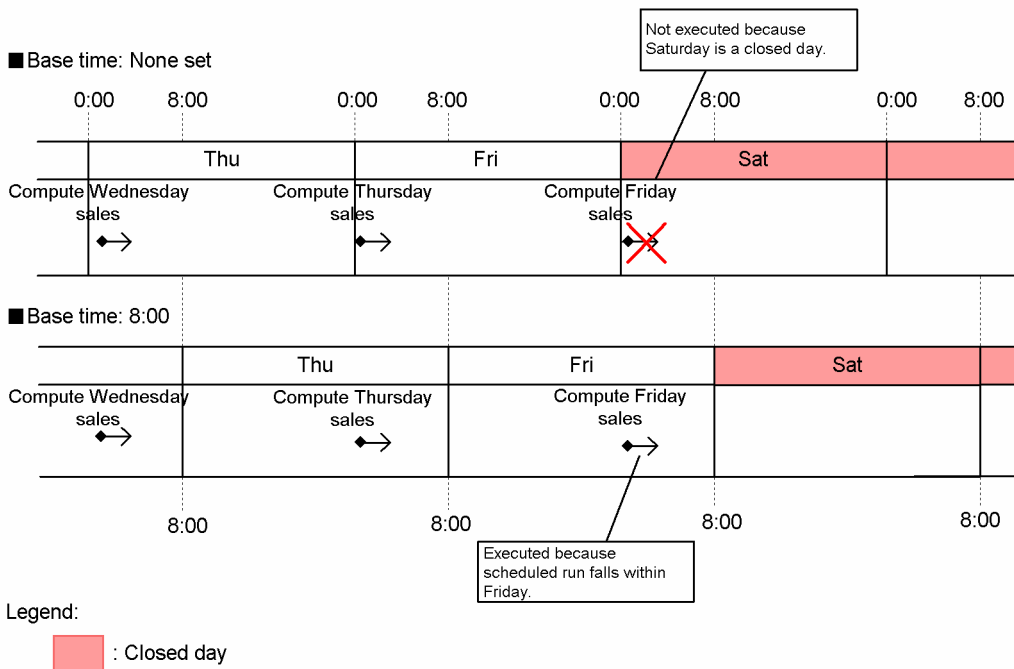 Not executed because
Saturday is a closed day.
■Base time: None set
0:00 8:00 0:00 8:00 0:00 8:00 0:00 8:00
Thu Fri Sat
Compute Wednesday
sales
Compute Thursday
sales
Compute Friday
sales
■Base time: 8:00
Thu Fri Sat
Compute Wednesday
sales
Compute Thursday
sales
Compute Friday
sales
8:00 8:00 8:00 8:00
Executed because
scheduled run falls within
Friday.
Legend:
: Closed day